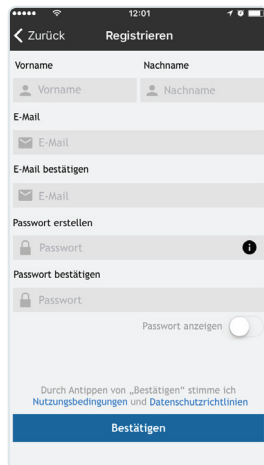 12:01
Zurück Registrieren
Vorname Nachname
Vorname Nachname
E-Mail
E-Mail
E-Mail bestätigen
E-Mail
Passwort erstellen
Passwort
Passwort bestätigen
Passwort
Passwort anzeigen
Durch Antippen von „Bestätigen“ stimme ich
Nutzungsbedingungen und Datenschutzrichtlinien
Bestätigen